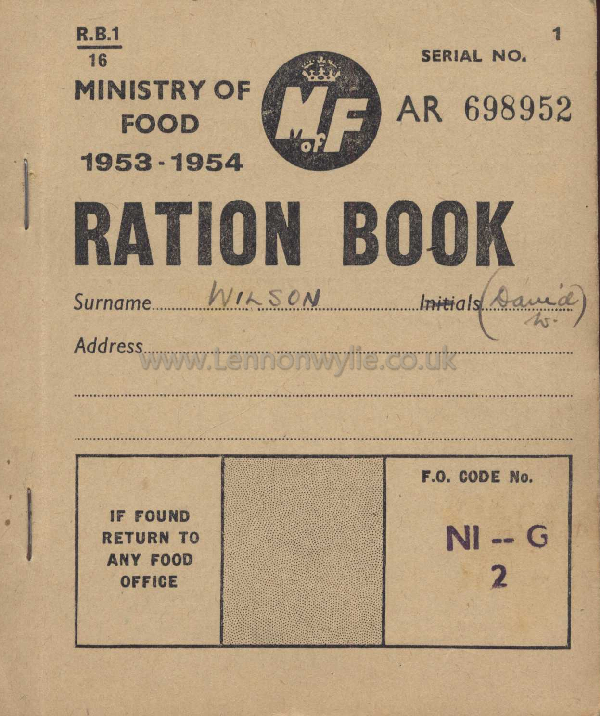 R.B.1
16
1
MINISTRY OF
FOOD
1953-1954
M F
M of F
SERIAL NO.
AR 698952
RATION BOOK
Surname WILSON Initials (David
W.)
Address
www.Lennonwylie.co.uk
IF FOUND
RETURN TO
ANY FOOD
OFFICE
F.O. CODE No.
NI -- G
2